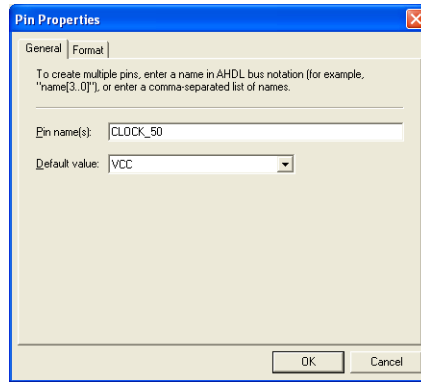 Pin Properties
General Format
To create multiple pins, enter a name in AHDL bus notation (for example,
"name[3..0]"), or enter a comma-separated list of names.
Pin name(s): CLOCK_50
Default value: VCC
OK Cancel